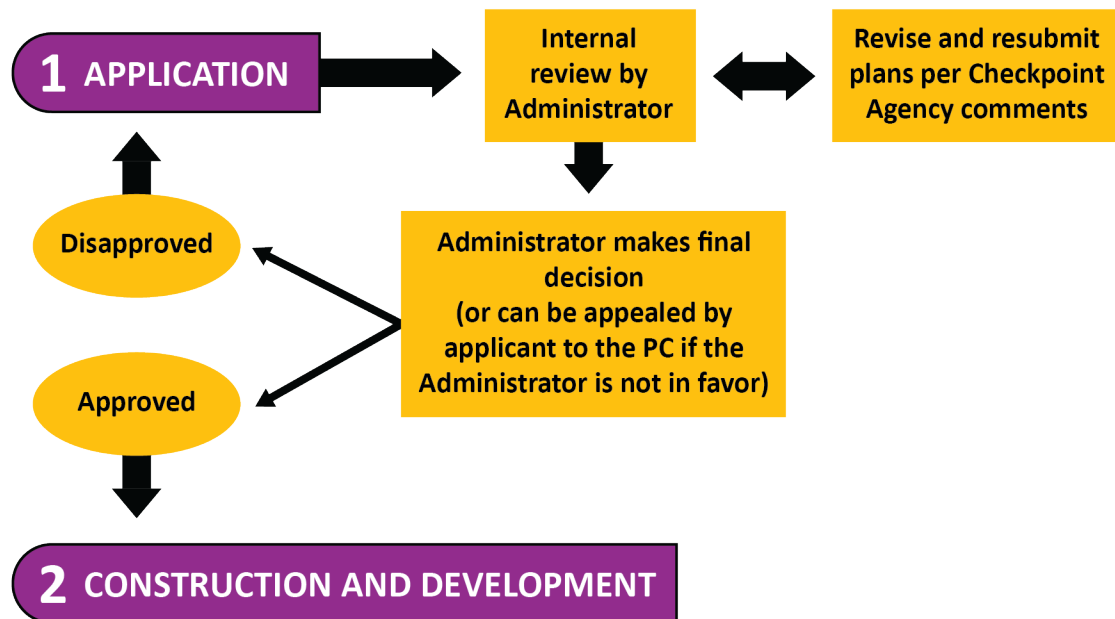 1 APPLICATION
Internal
review by
Administrator
Revise and resubmit
plans per Checkpoint
Agency comments
Disapproved
Administrator makes final
decision
(or can be appealed by
applicant to the PC if the
Administrator is not in favor)
Approved
2 CONSTRUCTION AND DEVELOPMENT